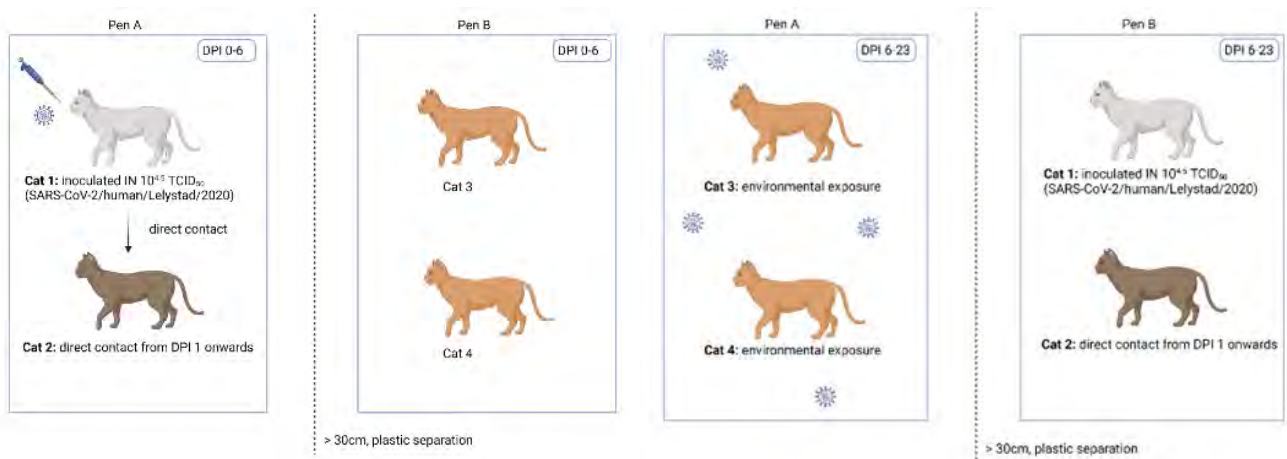 Pen A
DPI 0-6
Cat 1: inoculated IN 10⁴·⁵ TCID₅₀
(SARS-CoV-2/human/Lelystad/2020)
direct contact
Cat 2: direct contact from DPI 1 onwards
Pen B
DPI 0-6
Cat 3
Cat 4
> 30cm, plastic separation
Pen A
DPI 6-23
Cat 3: environmental exposure
Cat 4: environmental exposure
Pen B
DPI 6-23
Cat 1: inoculated IN 10⁴·⁵ TCID₅₀
(SARS-CoV-2/human/Lelystad/2020)
Cat 2: direct contact from DPI 1 onwards
> 30cm, plastic separation